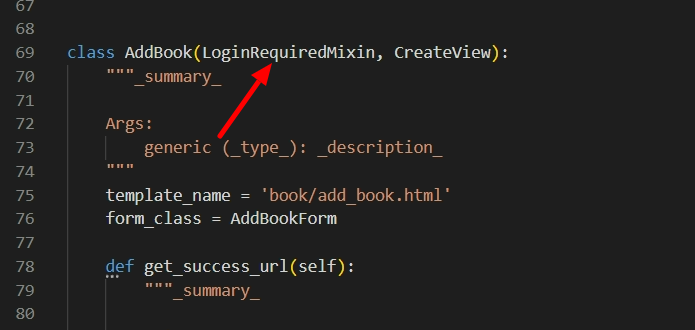 67
68
69 class AddBook(LoginRequiredMixin, CreateView):
70 """_summary_
71
72 Args:
73 generic (_type_): _description_
74 """
75 template_name = 'book/add_book.html'
76 form_class = AddBookForm
77
78 def get_success_url(self):
79 """_summary_
80